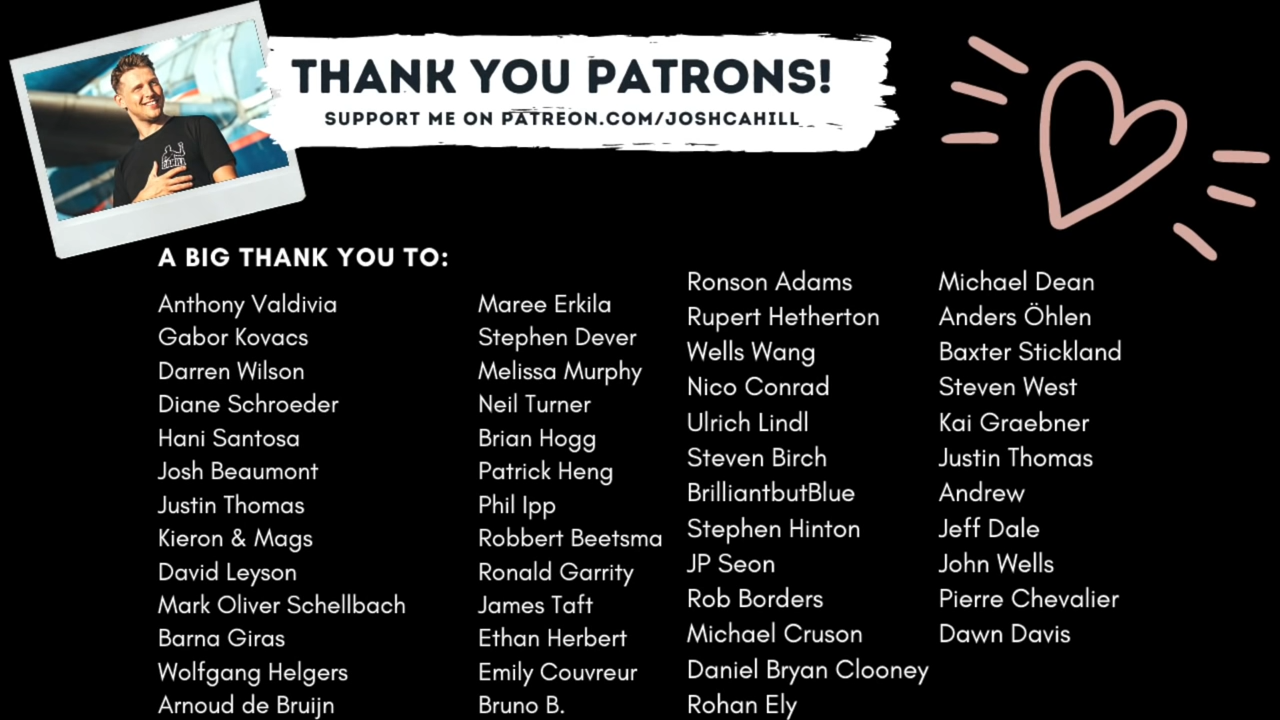 THANK YOU PATRONS!
SUPPORT ME ON PATREON.COM/JOSHCAHILL
A BIG THANK YOU TO:
Anthony Valdivia
Gabor Kovacs
Darren Wilson
Diane Schroeder
Hani Santosa
Josh Beaumont
Justin Thomas
Kieron & Mags
David Leyson
Mark Oliver Schellbach
Barna Giras
Wolfgang Helgers
Arnoud de Bruijn
Maree Erkila
Stephen Dever
Melissa Murphy
Neil Turner
Brian Hogg
Patrick Heng
Phil Ipp
Robbert Beetsma
Ronald Garrity
James Taft
Ethan Herbert
Emily Couvreur
Bruno B.
Ronson Adams
Rupert Hetherton
Wells Wang
Nico Conrad
Ulrich Lindl
Steven Birch
BrilliantbutBlue
Stephen Hinton
JP Seon
Rob Borders
Michael Cruson
Daniel Bryan Clooney
Rohan Ely
Michael Dean
Anders Öhlen
Baxter Stickland
Steven West
Kai Graebner
Justin Thomas
Andrew
Jeff Dale
John Wells
Pierre Chevalier
Dawn Davis